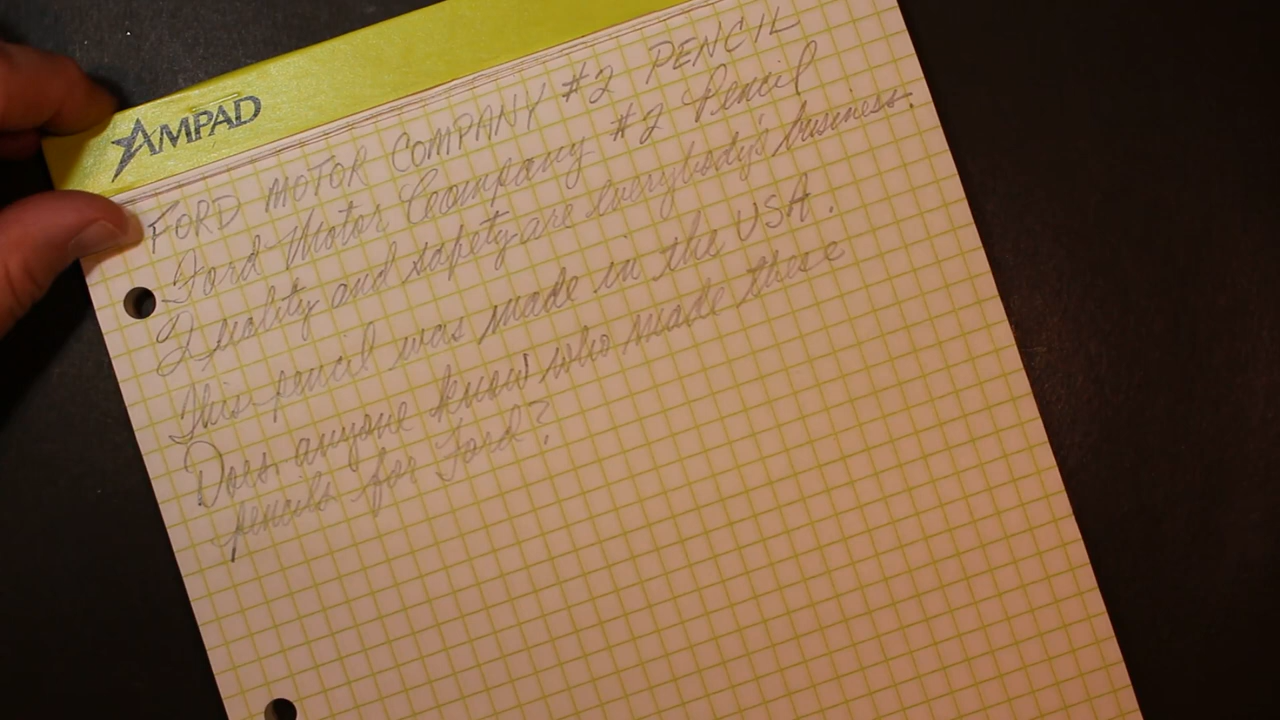 AMPAD
FORD MOTOR COMPANY #2 PENCIL
Ford Motor Company #2 Pencil
Quality and safety are everybody's business.
This pencil was made in the USA.
Does anyone know who made these
pencils for Ford?